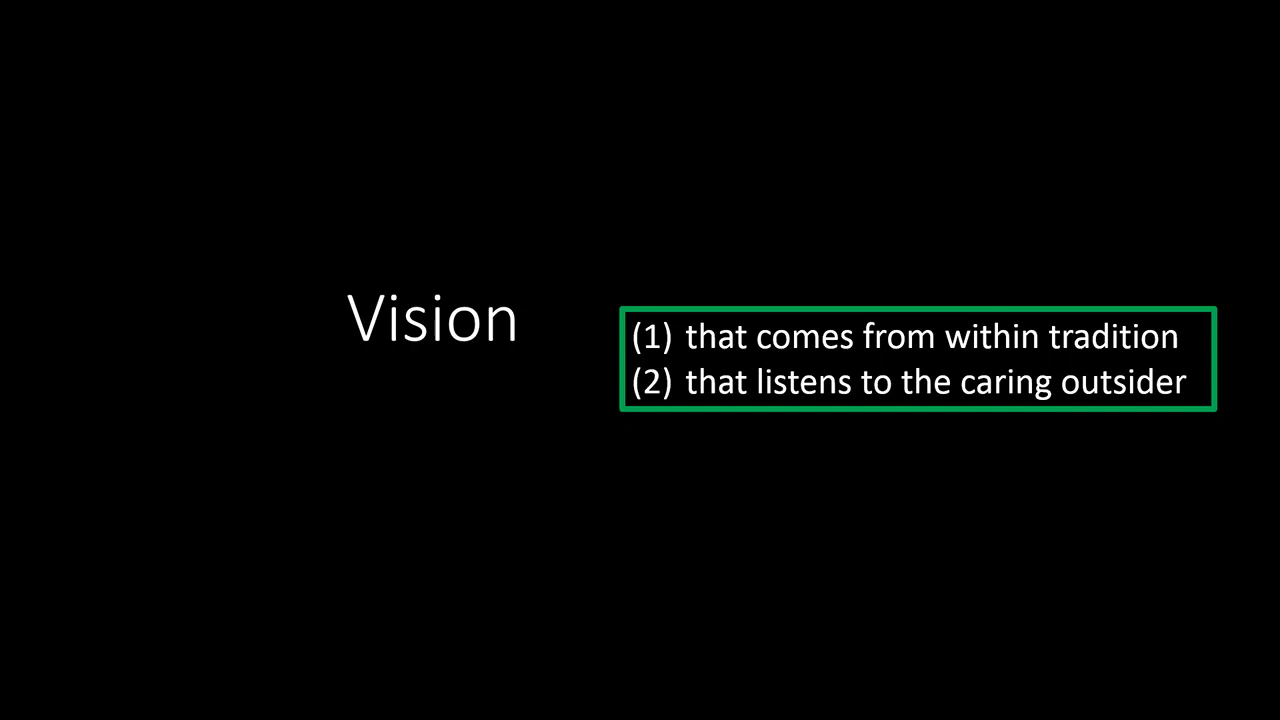 Vision
(1) that comes from within tradition
(2) that listens to the caring outsider